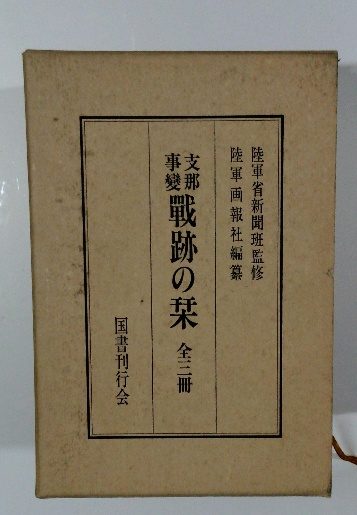 陸軍省新聞班監修
陸軍画報社編纂
支那事變 戰跡の栞 全三冊
国書刊行会